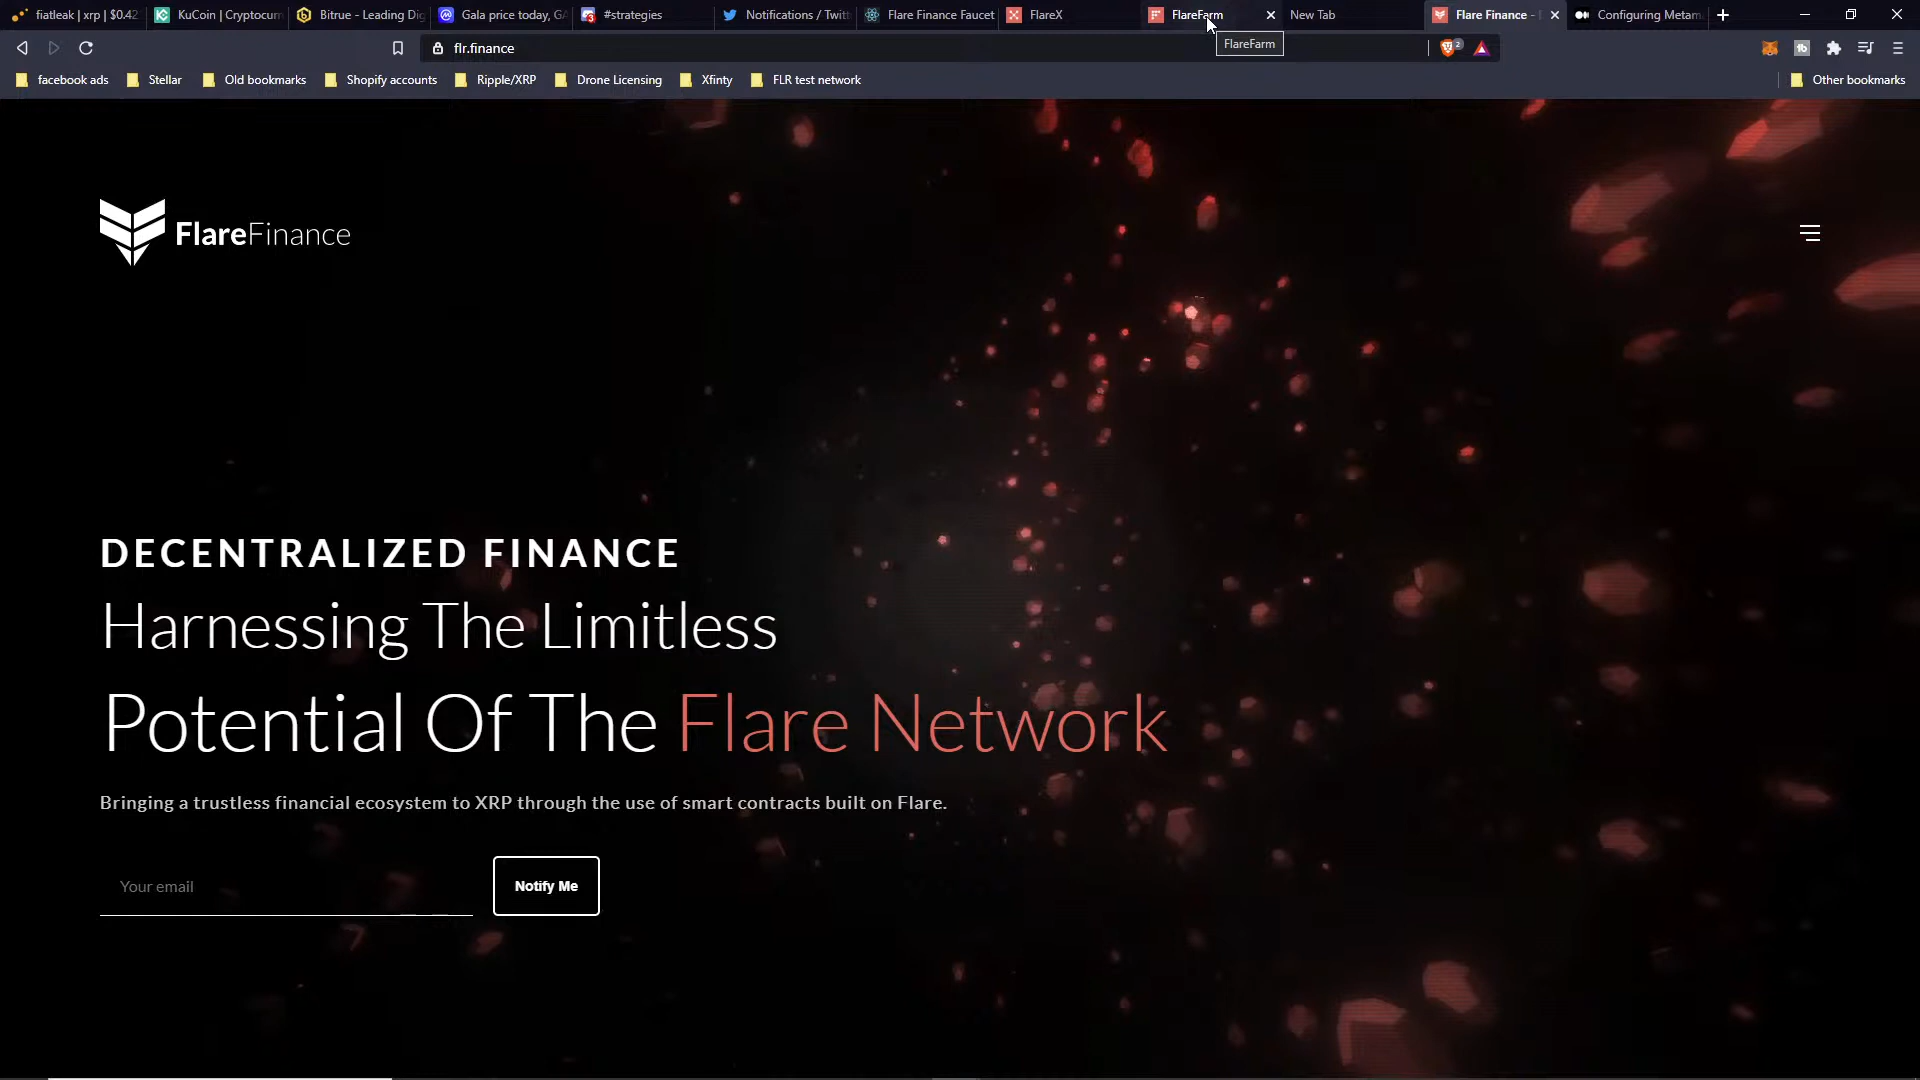 fiatleak | xrp | $0.42
KuCoin | Cryptocurr
Bitrue - Leading Dig
Gala price today, GA
#strategies
Notifications / Twitt
Flare Finance Faucet
FlareX
FlareFarm
New Tab
Flare Finance -
Configuring Metam
flr.finance
FlareFarm
2
facebook ads
Stellar
Old bookmarks
Shopify accounts
Ripple/XRP
Drone Licensing
Xfinity
FLR test network
Other bookmarks
FlareFinance
DECENTRALIZED FINANCE
Harnessing The Limitless
Potential Of The Flare Network
Bringing a trustless financial ecosystem to XRP through the use of smart contracts built on Flare.
Your email
Notify Me